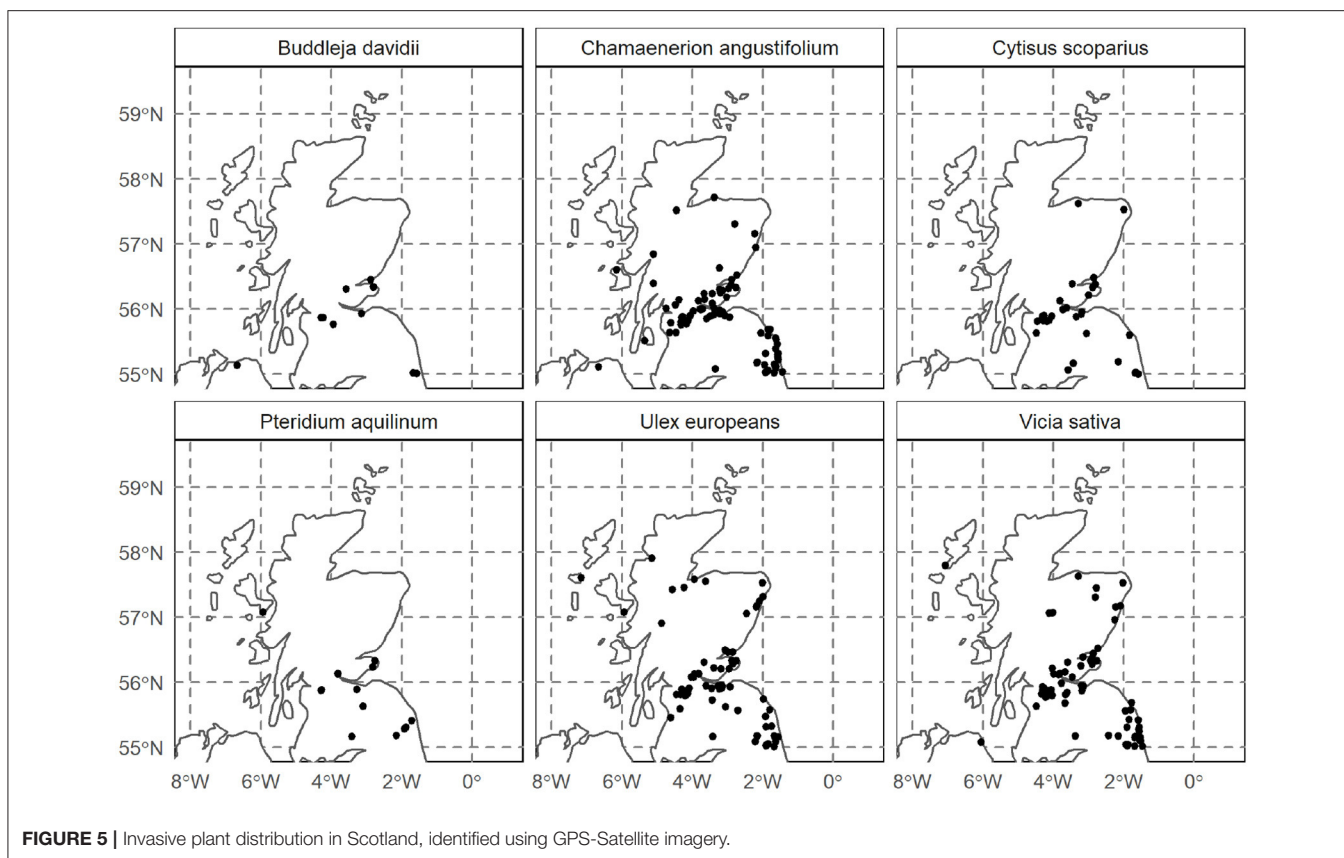 Buddleja davidii
Chamaenerion angustifolium
Cytisus scoparius
59°N
58°N
57°N
56°N
55°N
Pteridium aquilinum
Ulex europeans
Vicia sativa
59°N
58°N
57°N
56°N
55°N
8°W 6°W 4°W 2°W 0° 8°W 6°W 4°W 2°W 0° 8°W 6°W 4°W 2°W 0°
FIGURE 5 | Invasive plant distribution in Scotland, identified using GPS-Satellite imagery.